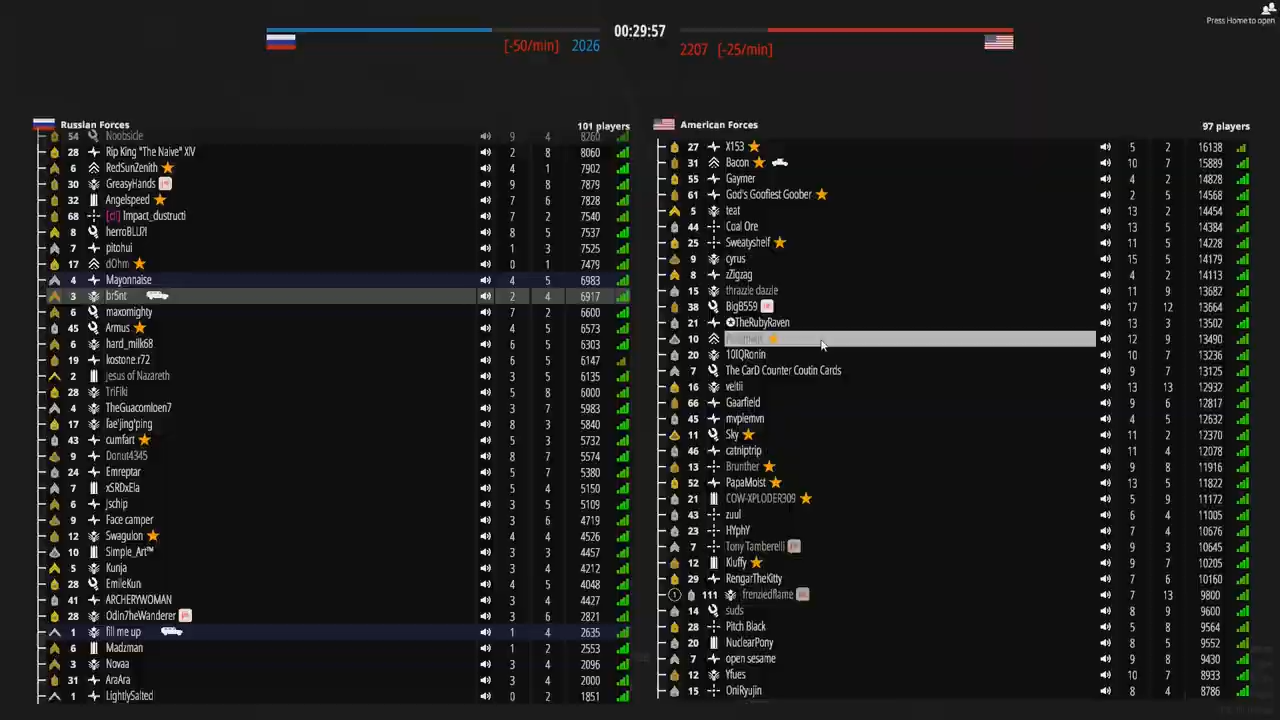 Press Home to open
00:29:57
[-50/min] 2026
2207 [-25/min]
Russian Forces 101 players
54 Noobside 9 4 8260
28 Rip King "The Naive" XIV 2 8 8060
6 RedSunZenith 4 1 7902
30 GreasyHands 9 8 7879
32 Angelspeed 7 6 7828
68 Impact_dustructi 7 2 7540
8 herroBLU?! 8 5 7537
7 pitohui 1 3 7525
17 dOhm 0 1 7479
4 Mayonnaise 4 5 6983
3 br5nt 2 4 6917
6 maxomighty 7 2 6600
45 Armus 4 5 6573
6 hard_milk68 6 5 6303
19 kostone.r72 6 5 6147
2 Jesus of Nazareth 3 5 6135
28 TriFiki 5 8 6000
4 TheGuacomloen7 3 7 5983
17 fae'jing'ping 8 3 5840
43 cumfart 5 3 5732
9 Donut4345 8 7 5574
24 Emreptar 5 7 5380
7 xSRDxEla 5 4 5150
6 Jschip 3 5 5109
9 Face camper 3 6 4719
12 Swagulon 4 4 4526
10 Simple_Art™ 3 3 4457
5 Kunja 3 4 4212
28 EmileKun 4 5 4048
41 ARCHERYWOMAN 3 4 4427
28 Odin7heWanderer 3 6 2821
1 fill me up 1 4 2635
6 Madzman 1 2 2553
3 Novaa 3 4 2096
31 AraAra 3 4 2000
1 LightlySalted 0 2 1851
American Forces 97 players
27 X153 5 2 16138
31 Bacon 10 7 15889
55 Gaymer 4 2 14828
61 God's Goofiest Goober 2 5 14568
5 teat 13 2 14454
44 Coal Ore 13 5 14384
25 Sweatyshelf 11 5 14228
9 cyrus 15 5 14179
8 zZigzag 4 2 14113
15 thrazzle dazzle 11 9 13682
38 BigB559 17 12 13664
21 TheRubyRaven 13 3 13502
10 12 9 13490
20 10IQRonin 10 7 13236
7 The CarD Counter Coutin Cards 9 7 13125
16 veltii 13 13 12932
66 Gaarfield 9 6 12817
45 mvplemvn 4 5 12632
11 Sky 11 2 12370
46 catniptrip 11 4 12078
13 Brunther 9 8 11916
52 PapaMoist 13 5 11822
21 COW-XPLODER309 5 9 11172
43 zuul 6 4 11005
23 HYphY 7 4 10676
7 Tony Tamberelli 9 3 10645
12 Kluffy 9 7 10205
29 RengarTheKitty 7 6 10160
1 111 frenziedflame 7 13 9800
14 suds 8 9 9600
28 Pitch Black 5 8 9564
20 NuclearPony 8 5 9552
7 open sesame 9 8 9430
12 Yfues 10 7 8933
15 OniRyujin 8 4 8786